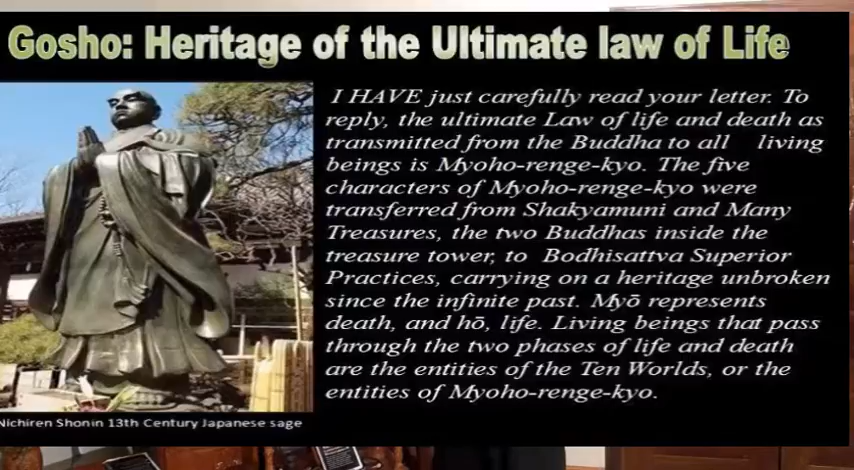 Gosho: Heritage of the Ultimate law of Life
I HAVE just carefully read your letter. To
reply, the ultimate Law of life and death as
transmitted from the Buddha to all living
beings is Myoho-renge-kyo. The five
characters of Myoho-renge-kyo were
transferred from Shakyamuni and Many
Treasures, the two Buddhas inside the
treasure tower, to Bodhisattva Superior
Practices, carrying on a heritage unbroken
since the infinite past. Myō represents
death, and hō, life. Living beings that pass
through the two phases of life and death
are the entities of the Ten Worlds, or the
entities of Myoho-renge-kyo.
Nichiren Shonin 13th Century Japanese sage